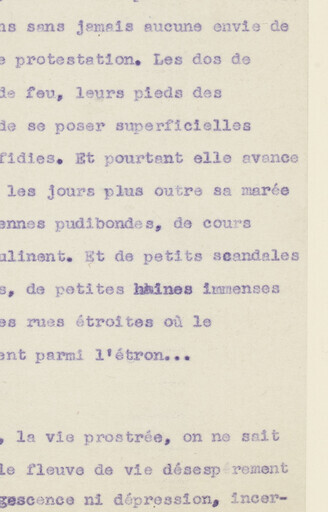 ns sans jamais aucune envie de
e protestation. Les dos de
de feu, leurs pieds des
de se poser superficielles
fidies. Et pourtant elle avance
les jours plus outre sa marée
ennes pudibondes, de cours
ulinent. Et de petits scandales
s, de petites haines immenses
es rues étroites où le
ent parmi l'étron...
, la vie prostrée, on ne sait
le fleuve de vie désespérement
gescence ni dépression, incer-